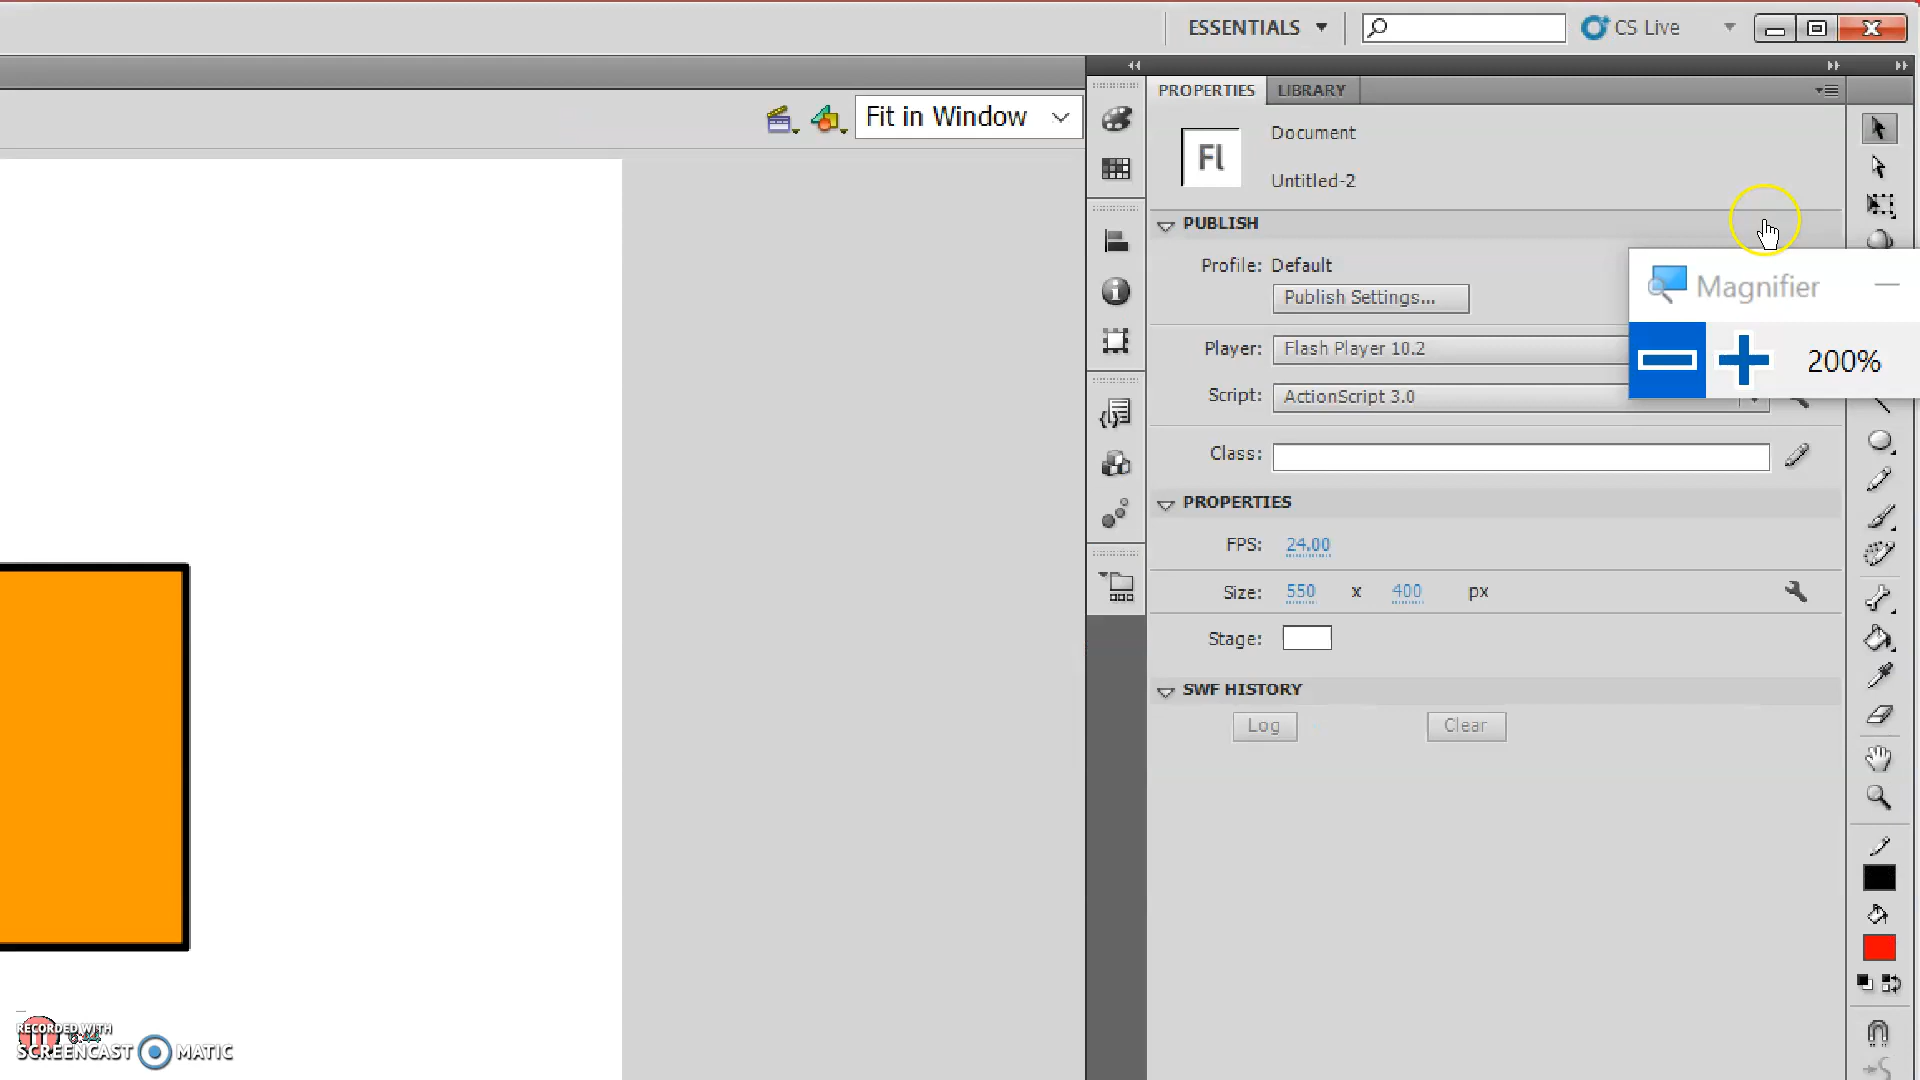 ESSENTIALS
CS Live
PROPERTIES
LIBRARY
Fit in Window
Fl
Document
Untitled-2
PUBLISH
Profile: Default
Publish Settings...
Magnifier
200%
Player: Flash Player 10.2
Script: ActionScript 3.0
Class:
PROPERTIES
FPS: 24.00
Size: 550 x 400 px
Stage:
SWF HISTORY
Log
Clear
RECORDED WITH
SCREENCAST MATIC